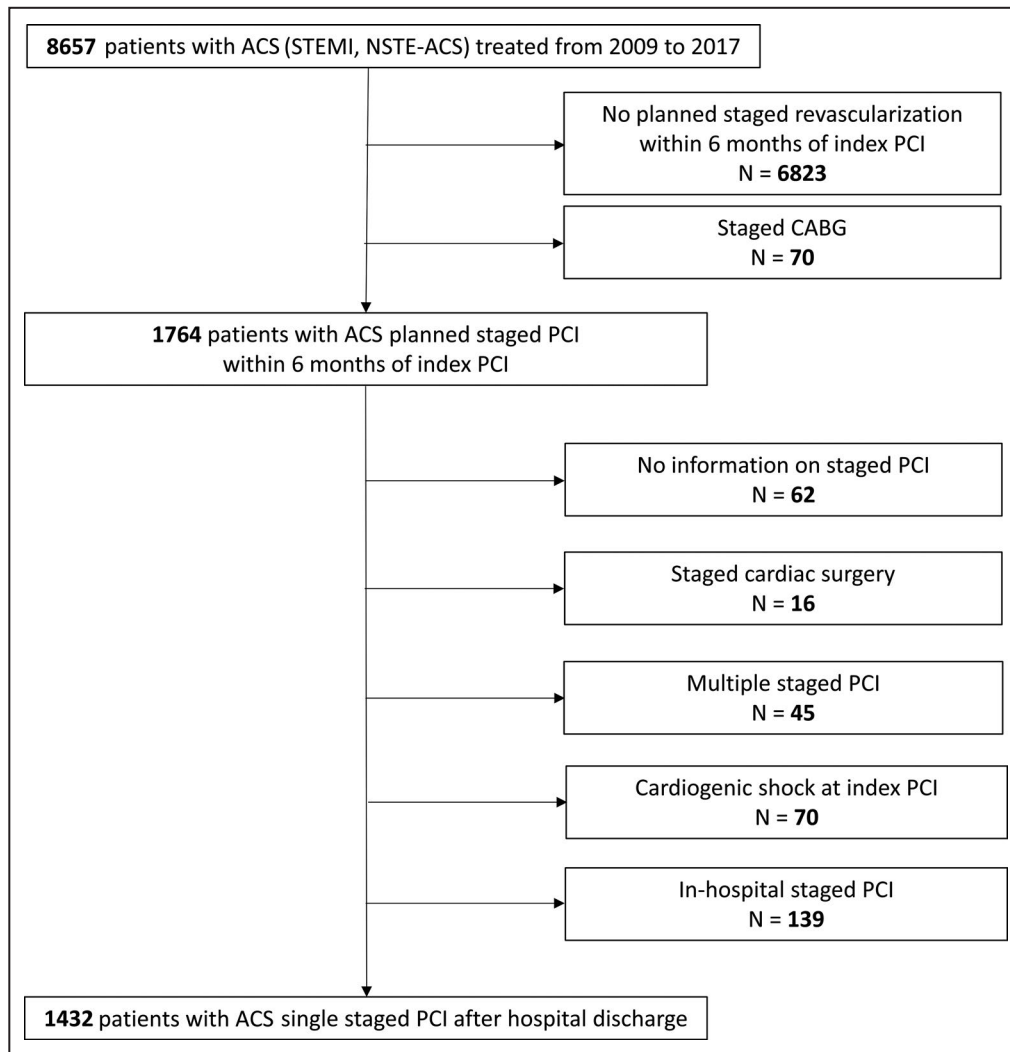 8657 patients with ACS (STEMI, NSTE-ACS) treated from 2009 to 2017
No planned staged revascularization
within 6 months of index PCI
N = 6823
Staged CABG
N = 70
1764 patients with ACS planned staged PCI
within 6 months of index PCI
No information on staged PCI
N = 62
Staged cardiac surgery
N = 16
Multiple staged PCI
N = 45
Cardiogenic shock at index PCI
N = 70
In-hospital staged PCI
N = 139
1432 patients with ACS single staged PCI after hospital discharge